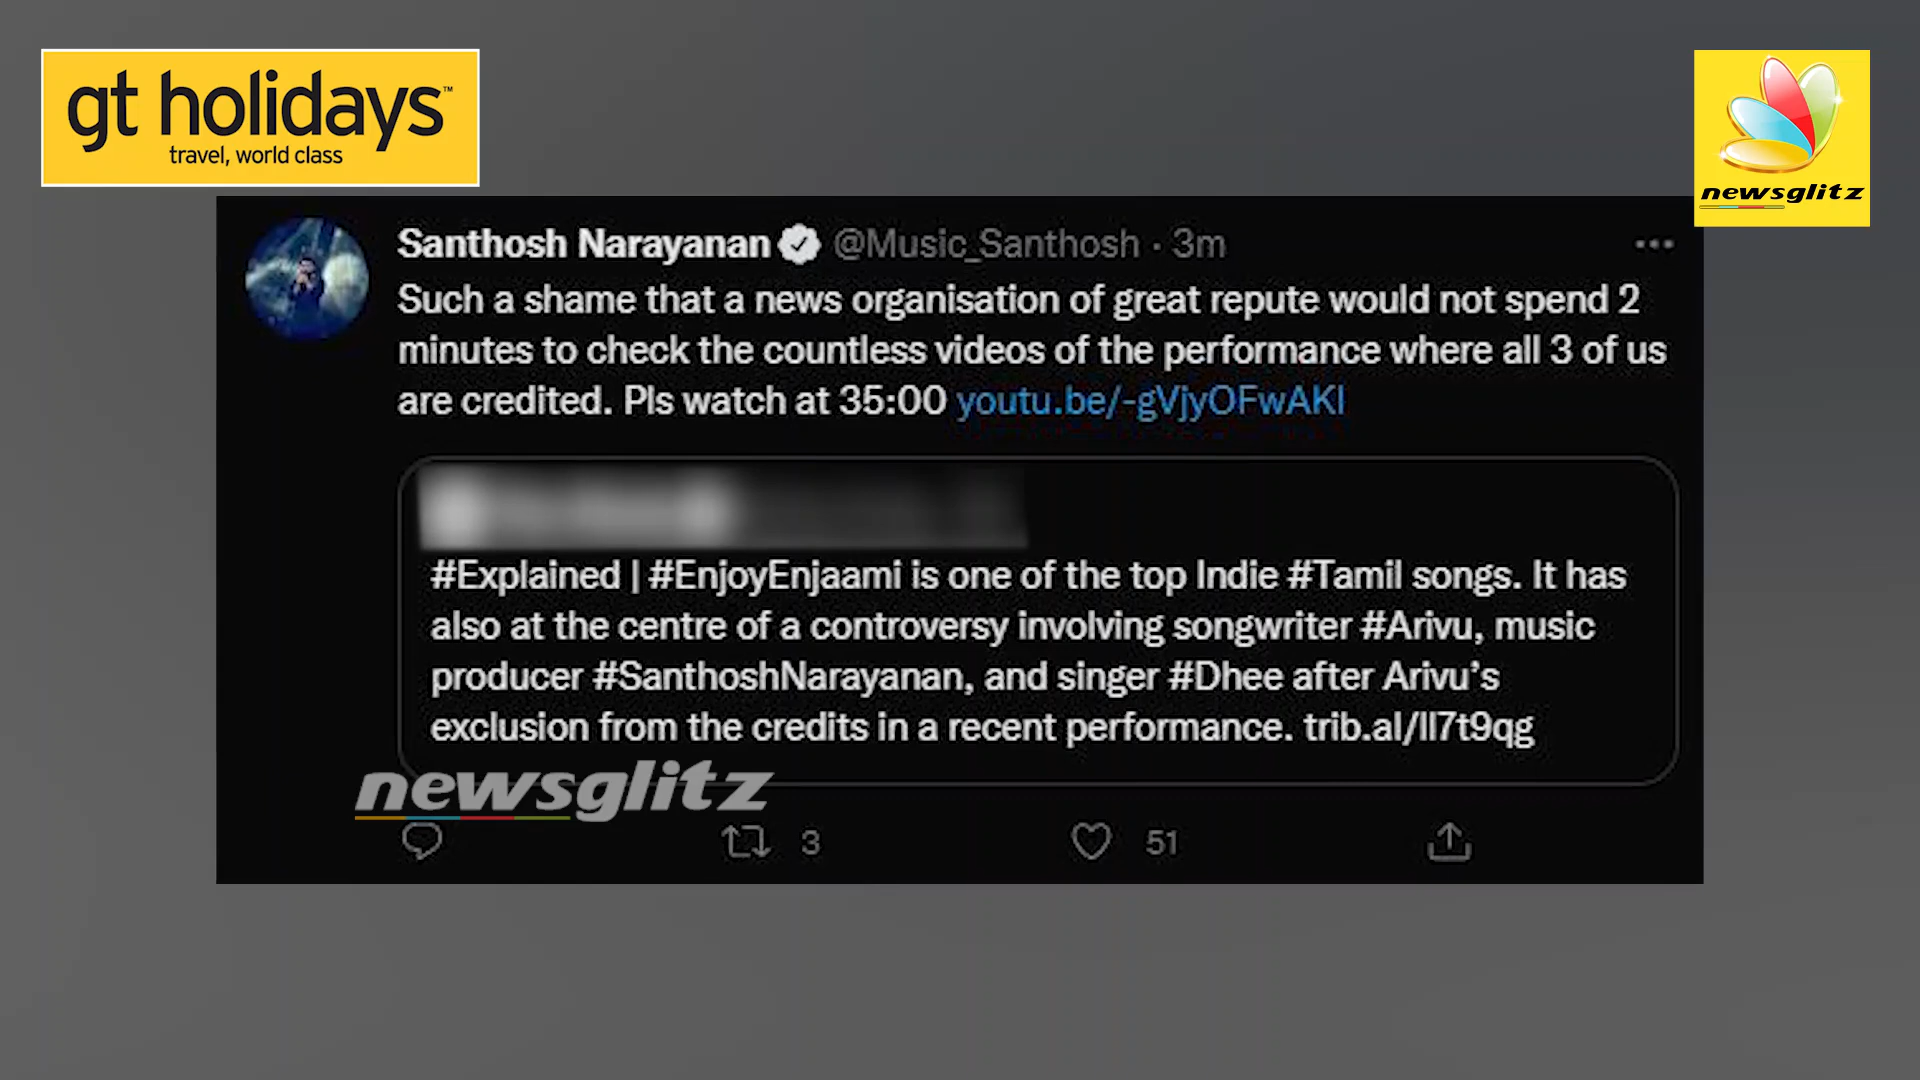 gt holidays™
travel, world class
newsglitz
Santhosh Narayanan @Music_Santhosh · 3m
Such a shame that a news organisation of great repute would not spend 2
minutes to check the countless videos of the performance where all 3 of us
are credited. Pls watch at 35:00 youtu.be/-gVjyOFwAKI
#Explained | #EnjoyEnjaami is one of the top Indie #Tamil songs. It has
also at the centre of a controversy involving songwriter #Arivu, music
producer #SanthoshNarayanan, and singer #Dhee after Arivu’s
exclusion from the credits in a recent performance. trib.al/ll7t9qg
newsglitz
3 51